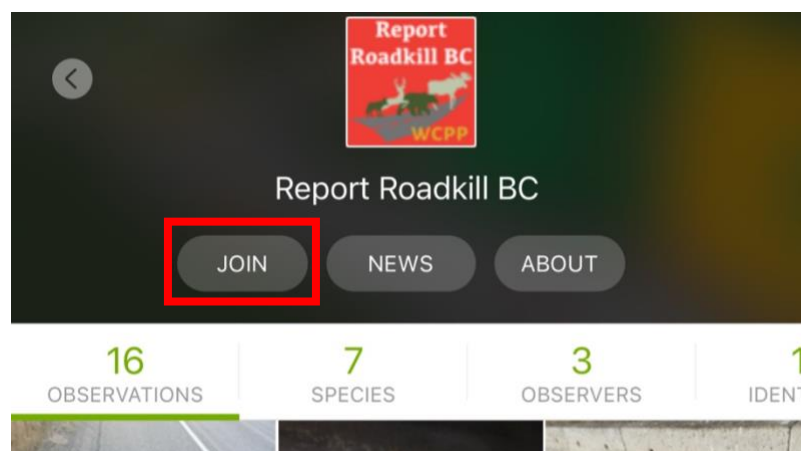 Report
Roadkill BC
WCPP
Report Roadkill BC
JOIN NEWS ABOUT
16 7 3
OBSERVATIONS SPECIES OBSERVERS